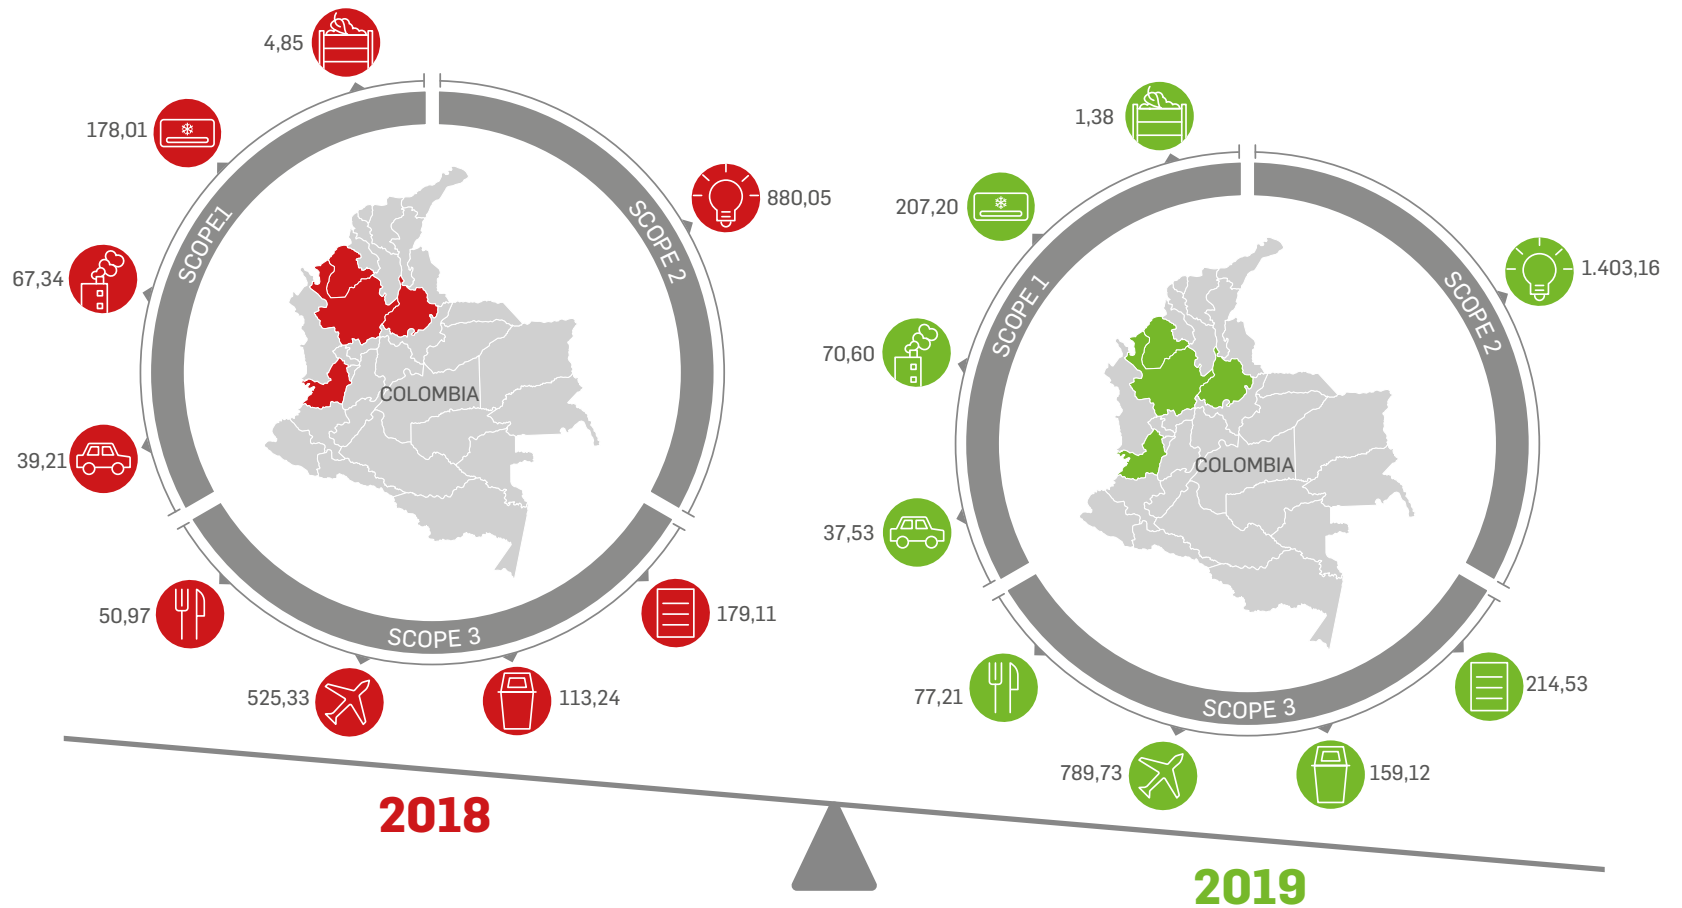 4,85
178,01
67,34
39,21
SCOPE1
SCOPE 2
880,05
COLOMBIA
50,97
525,33
SCOPE 3
113,24
179,11
2018
1,38
207,20
70,60
37,53
SCOPE 1
SCOPE 2
1.403,16
COLOMBIA
77,21
789,73
SCOPE 3
159,12
214,53
2019